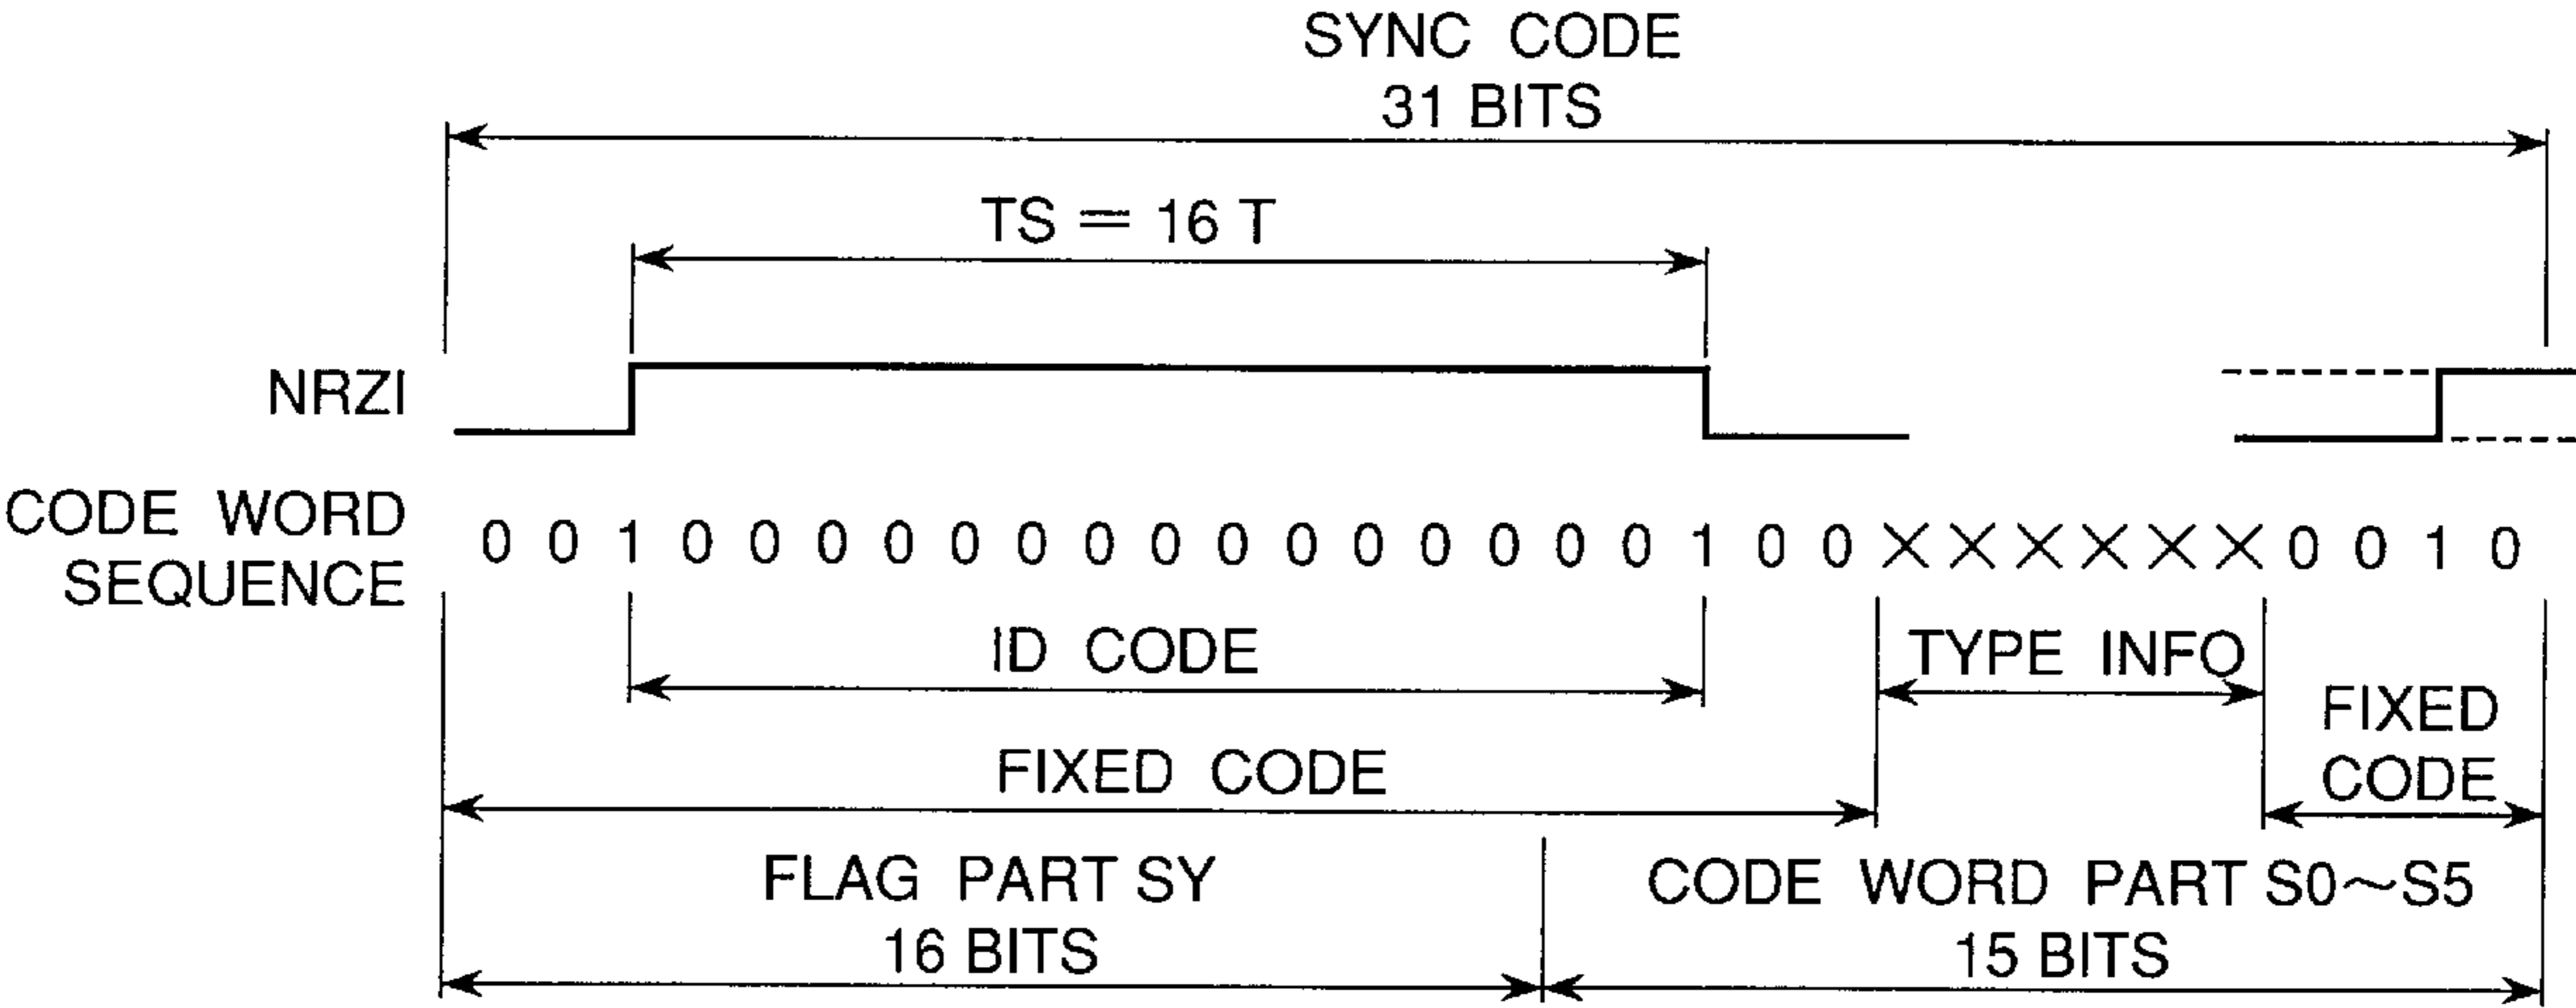 SYNC CODE
31 BITS
TS = 16 T
NRZI
CODE WORD SEQUENCE
0 0 1 0 0 0 0 0 0 0 0 0 0 0 0 0 0 0 1 0 0 × × × × × × 0 0 1 0
ID CODE
TYPE INFO
FIXED CODE
FIXED
CODE
FLAG PART SY
16 BITS
CODE WORD PART S0~S5
15 BITS